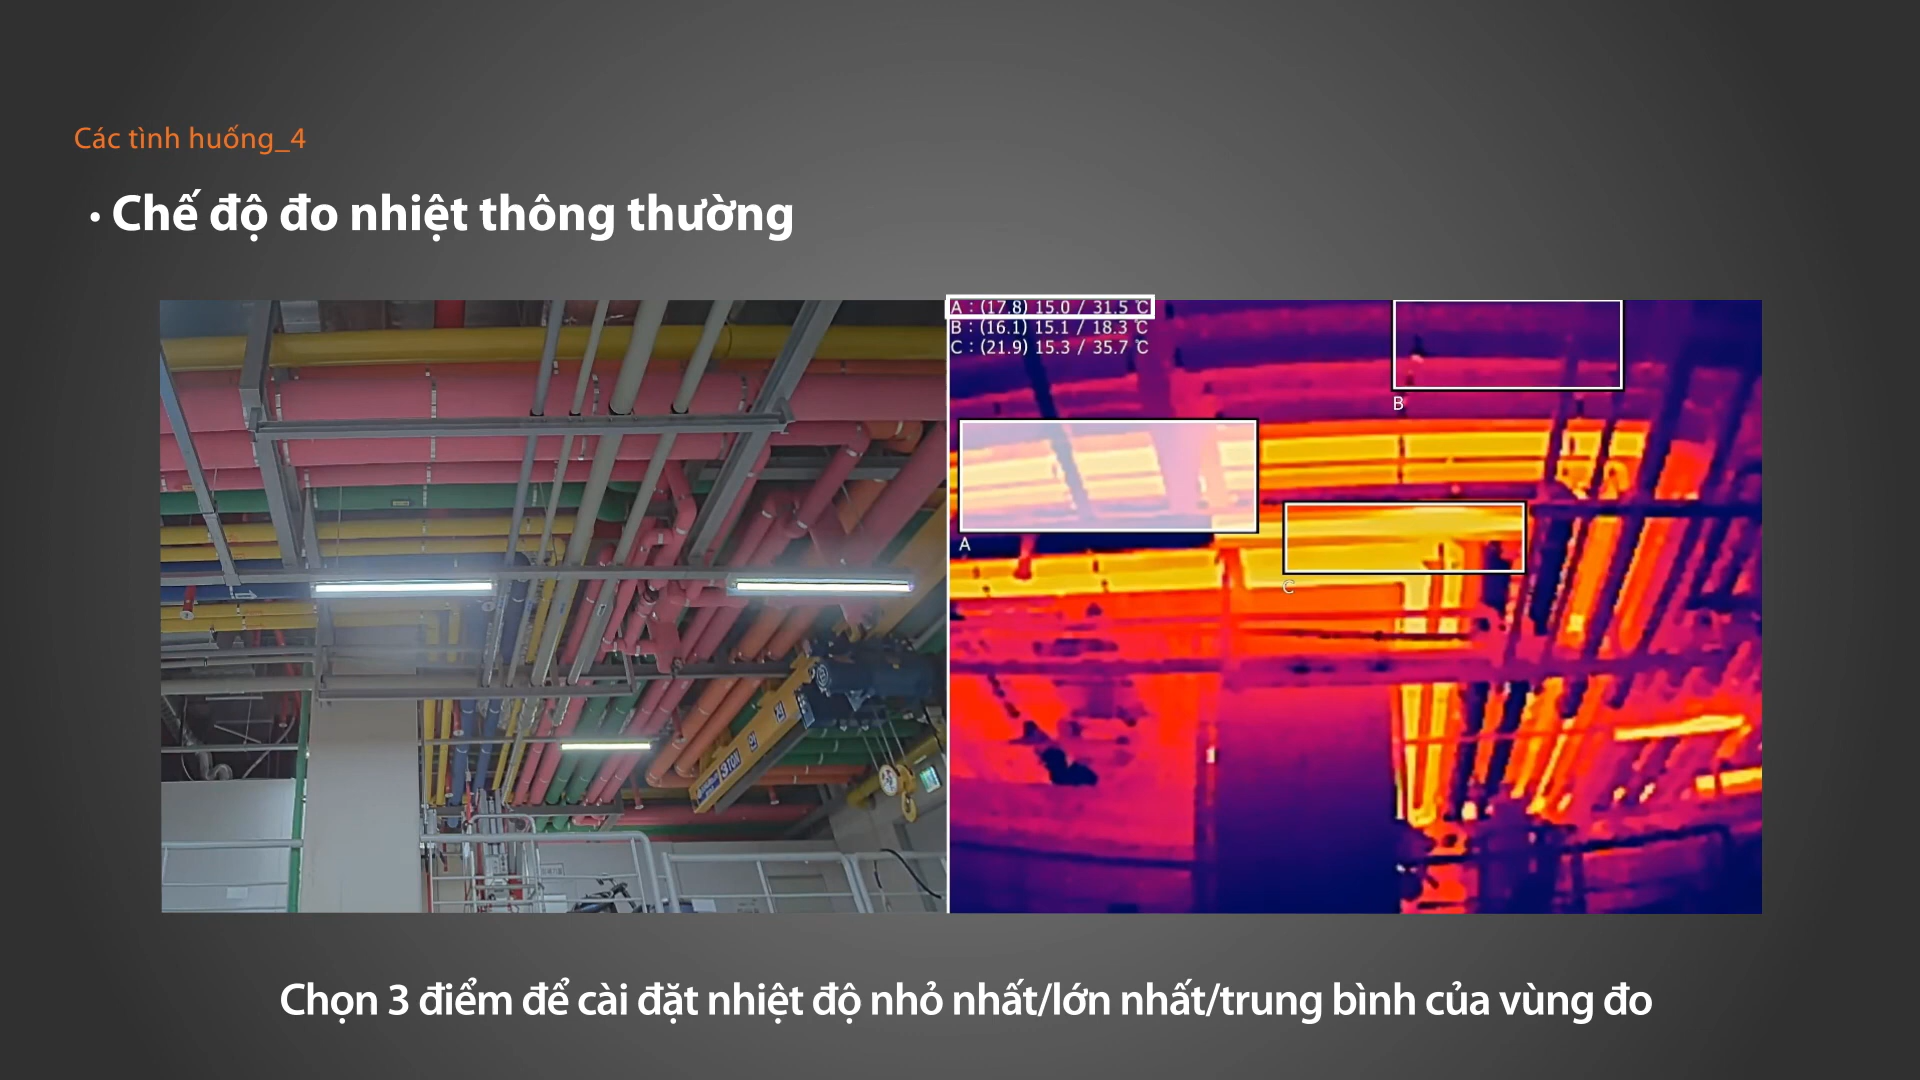 Các tình huống_4
• Chế độ đo nhiệt thông thường
A : (17.8) 15.0 / 31.5 ℃
B : (16.1) 15.1 / 18.3 ℃
C : (21.9) 15.3 / 35.7 ℃
B
A
C
3 TON
Chọn 3 điểm để cài đặt nhiệt độ nhỏ nhất/lớn nhất/trung bình của vùng đo